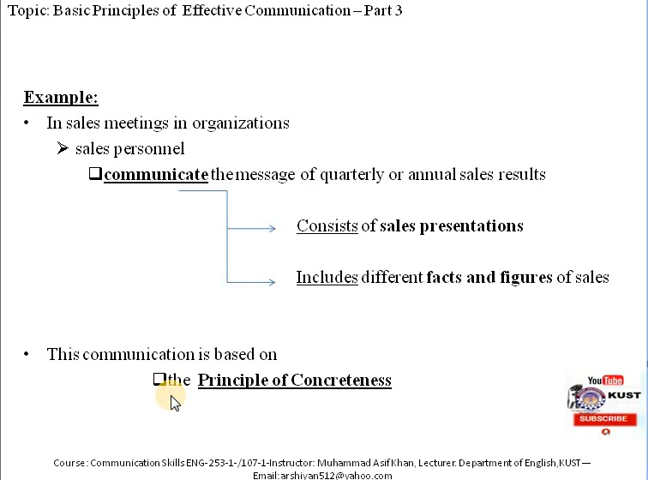 Topic: Basic Principles of Effective Communication – Part 3
Example:
• In sales meetings in organizations
➢ sales personnel
❑communicate the message of quarterly or annual sales results
Consists of sales presentations
Includes different facts and figures of sales
• This communication is based on
❑the Principle of Concreteness
YouTube
KUST
SUBSCRIBE
Course: Communication Skills ENG-253-1-/107-1-Instructor: Muhammad Asif Khan, Lecturer. Department of English, KUST—
Email:arshiyan512@yahoo.com